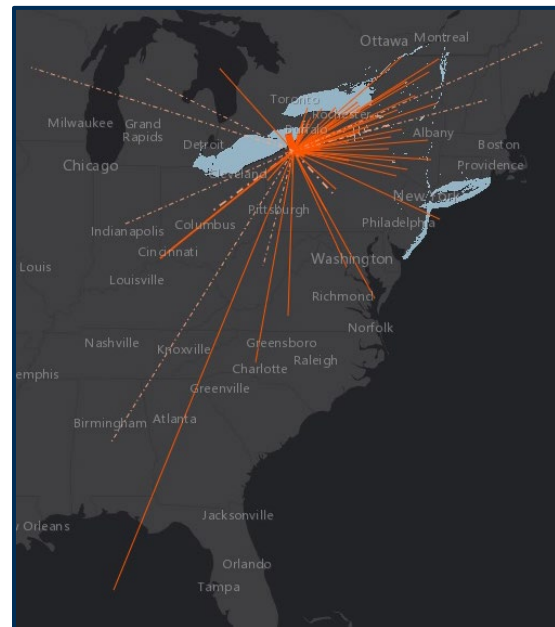 Ottawa
Montreal
Toronto
Rochester
Milwaukee
Grand
Rapids
Buffalo
Albany
Detroit
Boston
Chicago
Providence
Cleveland
New York
Pittsburgh
Philadelphia
Columbus
Indianapolis
Cincinnati
Washington
Louis
Louisville
Richmond
Norfolk
Nashville
Knoxville
Greensboro
Raleigh
emphis
Charlotte
Greenville
Birmingham
Atlanta
Jacksonville
w Orleans
Orlando
Tampa